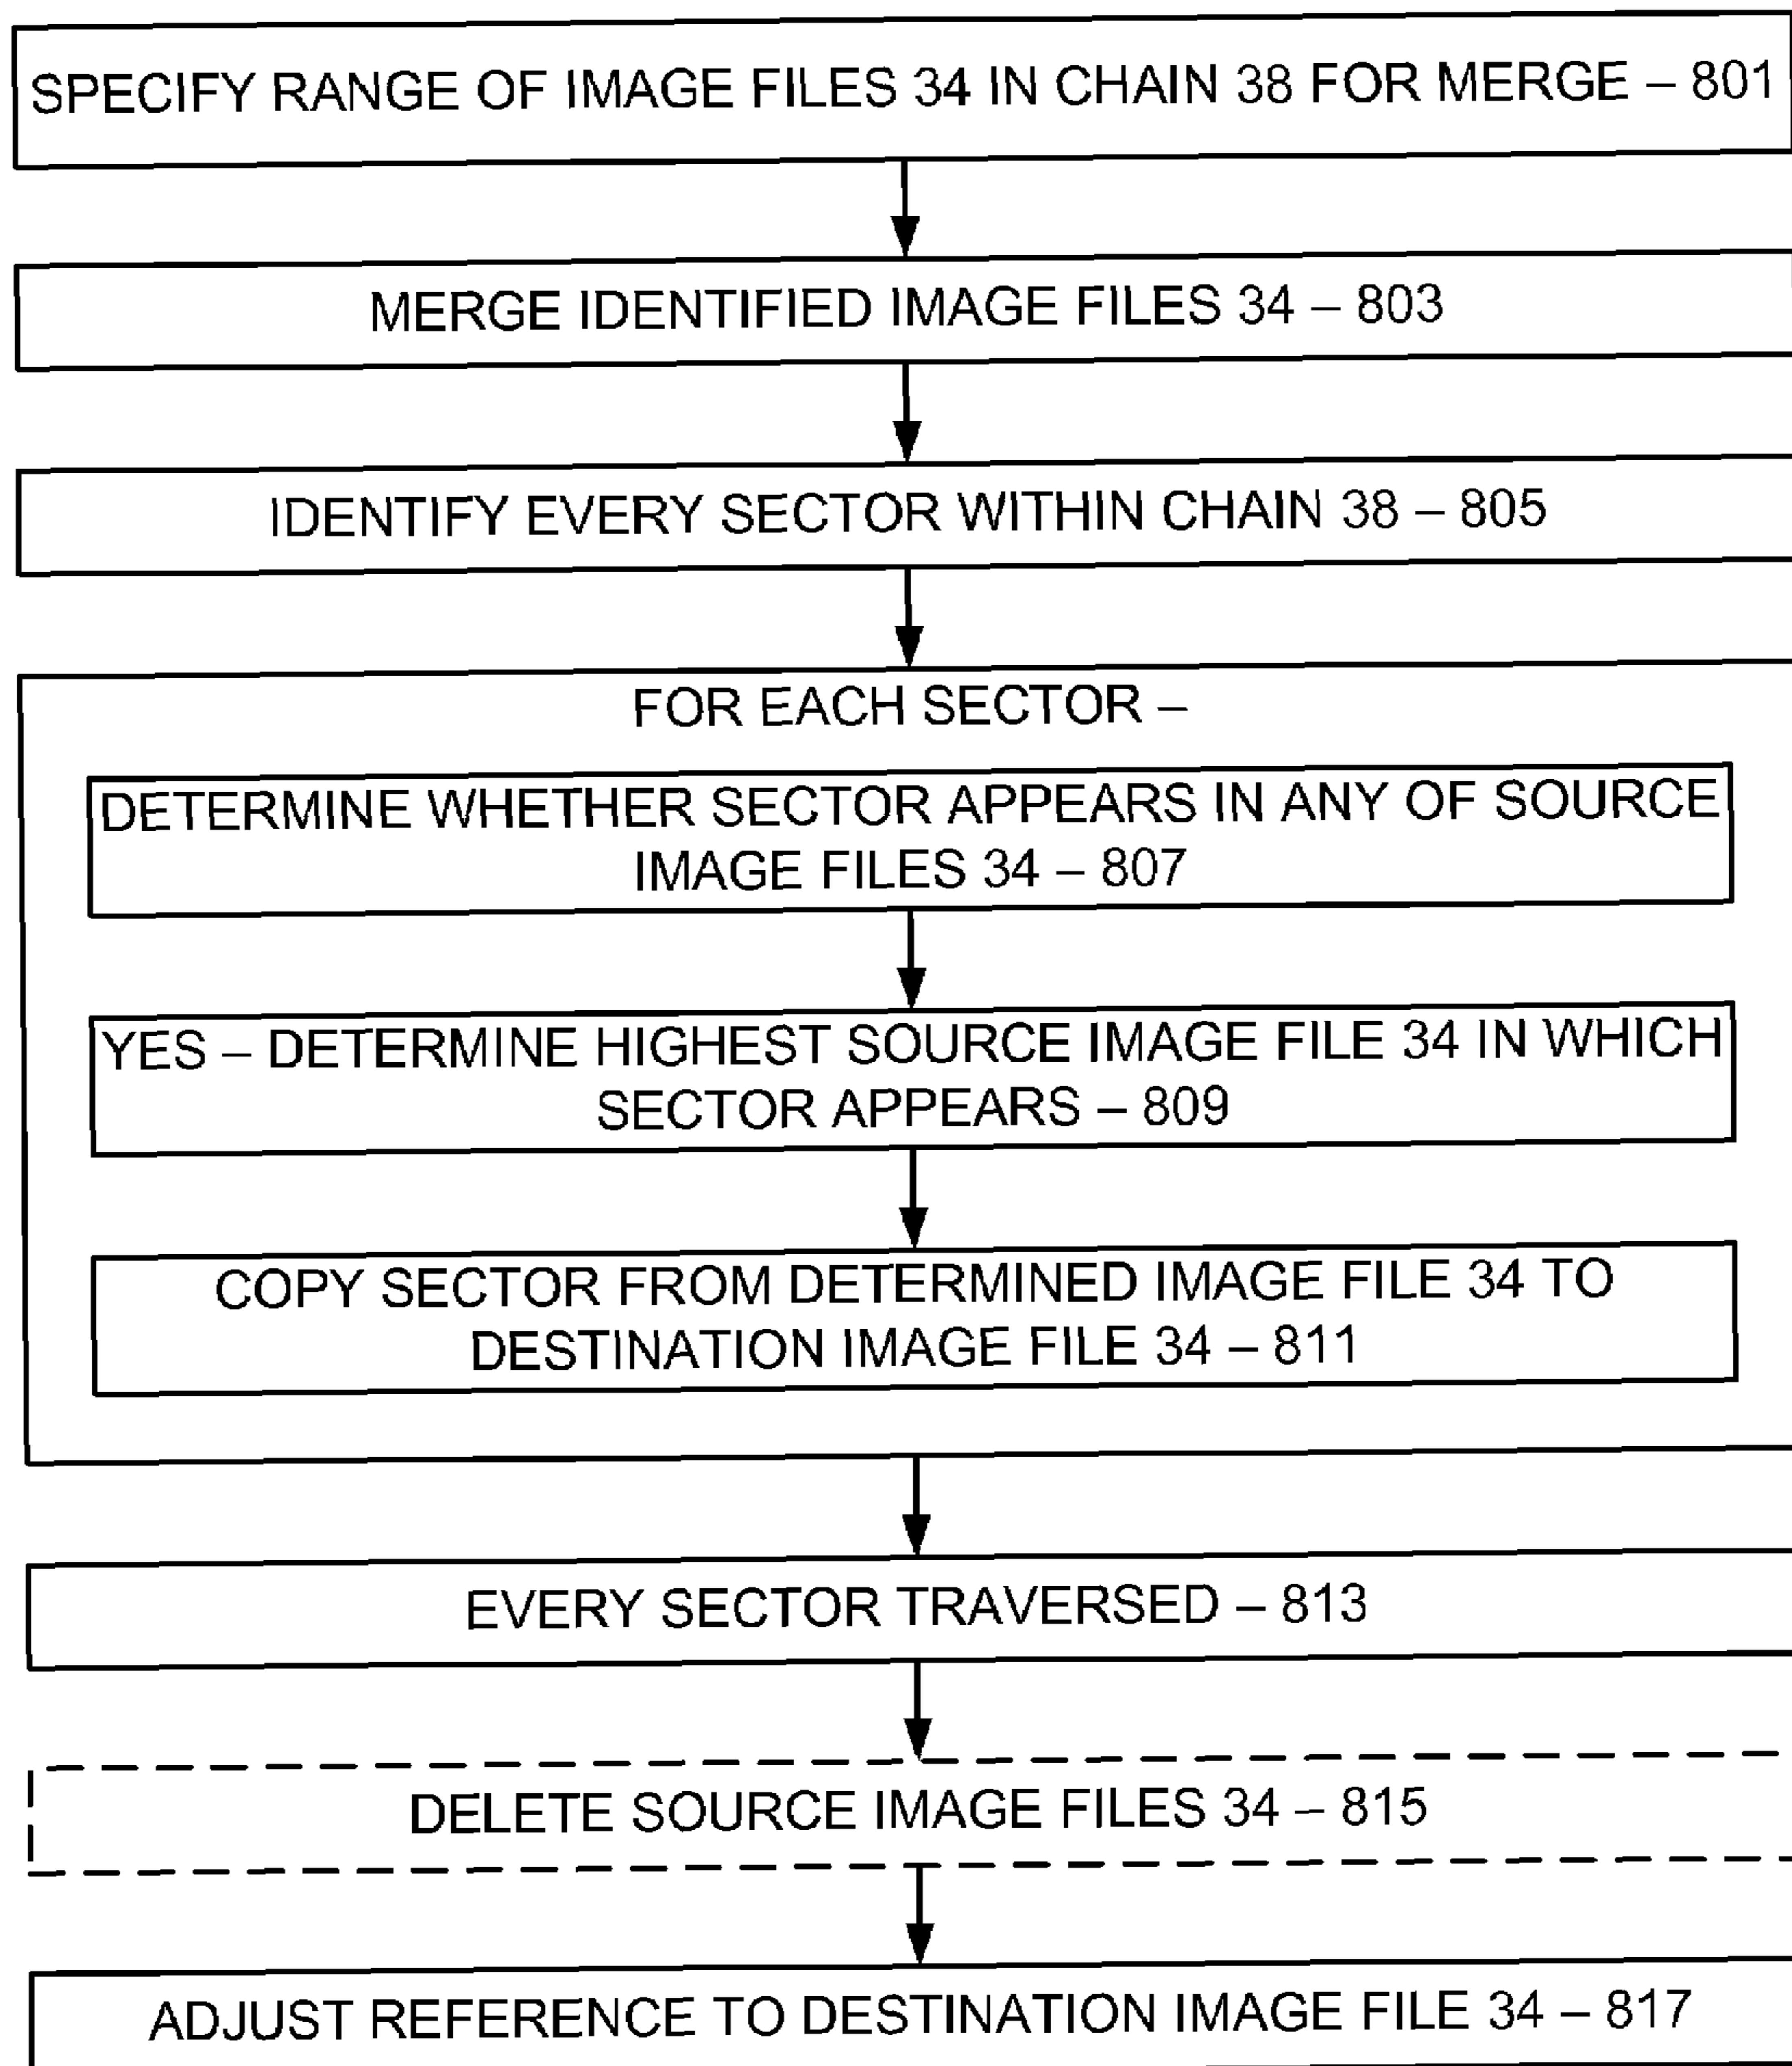 SPECIFY RANGE OF IMAGE FILES 34 IN CHAIN 38 FOR MERGE – 801
MERGE IDENTIFIED IMAGE FILES 34 – 803
IDENTIFY EVERY SECTOR WITHIN CHAIN 38 – 805
FOR EACH SECTOR –
DETERMINE WHETHER SECTOR APPEARS IN ANY OF SOURCE
IMAGE FILES 34 – 807
YES – DETERMINE HIGHEST SOURCE IMAGE FILE 34 IN WHICH
SECTOR APPEARS – 809
COPY SECTOR FROM DETERMINED IMAGE FILE 34 TO
DESTINATION IMAGE FILE 34 – 811
EVERY SECTOR TRAVERSED – 813
DELETE SOURCE IMAGE FILES 34 – 815
ADJUST REFERENCE TO DESTINATION IMAGE FILE 34 – 817